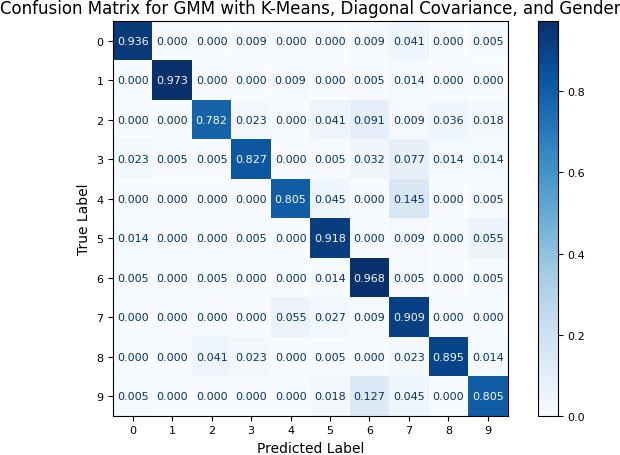 Confusion Matrix for GMM with K-Means, Diagonal Covariance, and Gender
0 0.936 0.000 0.000 0.009 0.000 0.000 0.009 0.041 0.000 0.005
1 0.000 0.973 0.000 0.000 0.009 0.000 0.005 0.014 0.000 0.000
2 0.000 0.000 0.782 0.023 0.000 0.041 0.091 0.009 0.036 0.018
3 0.023 0.005 0.005 0.827 0.000 0.005 0.032 0.077 0.014 0.014
4 0.000 0.000 0.000 0.000 0.805 0.045 0.000 0.145 0.000 0.005
5 0.014 0.000 0.000 0.005 0.000 0.918 0.000 0.009 0.000 0.055
6 0.005 0.000 0.005 0.000 0.000 0.014 0.968 0.005 0.000 0.005
7 0.000 0.000 0.000 0.000 0.055 0.027 0.009 0.909 0.000 0.000
8 0.000 0.000 0.041 0.023 0.000 0.005 0.000 0.023 0.895 0.014
9 0.005 0.000 0.000 0.000 0.000 0.018 0.127 0.045 0.000 0.805
0 1 2 3 4 5 6 7 8 9
Predicted Label
True Label
0.8
0.6
0.4
0.2
0.0